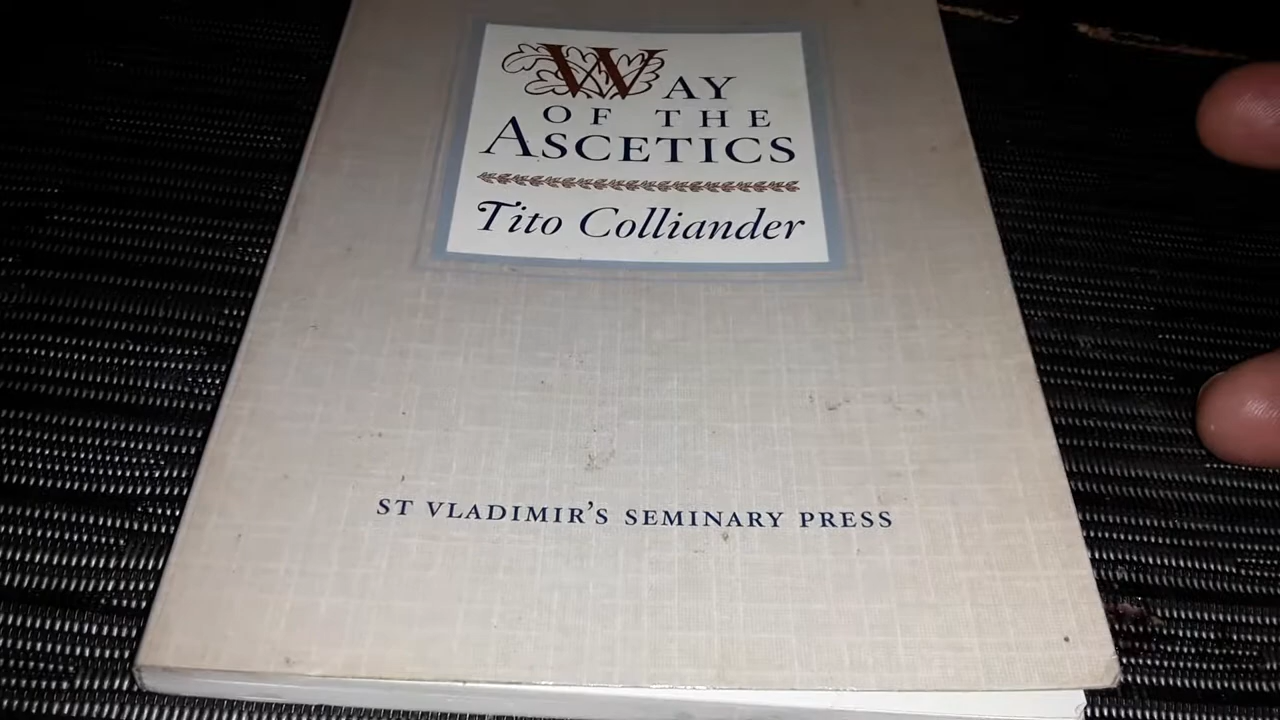 WAY
OF THE
ASCETICS
Tito Colliander
ST VLADIMIR'S SEMINARY PRESS